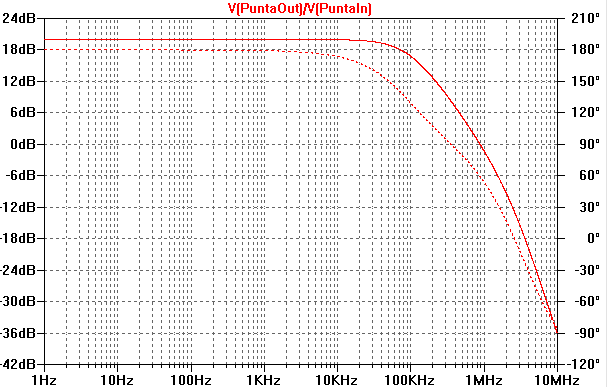 V(PuntaOut)/V(PuntaIn)
24dB 210°
18dB 180°
12dB 150°
6dB 120°
0dB 90°
-6dB 60°
-12dB 30°
-18dB 0°
-24dB -30°
-30dB -60°
-36dB -90°
-42dB -120°
1Hz 10Hz 100Hz 1KHz 10KHz 100KHz 1MHz 10MHz